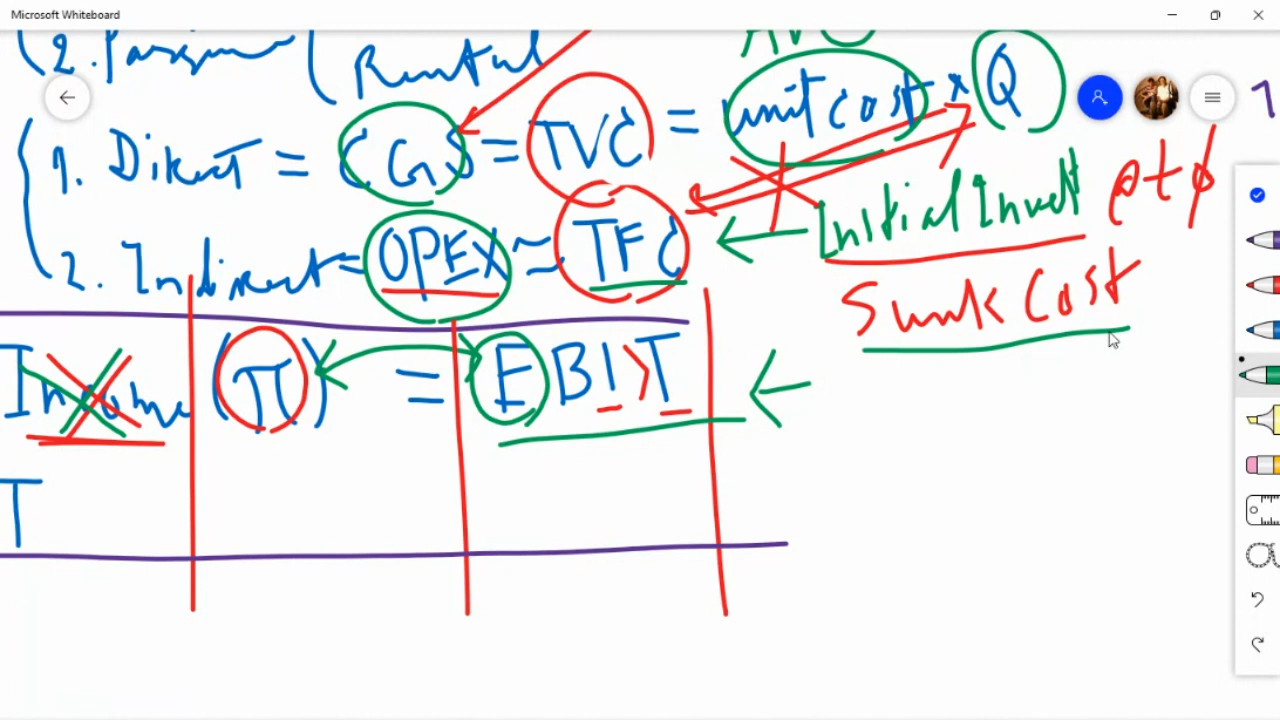 Microsoft Whiteboard
AVC
(2. (Rental
1. Direct = CGS = TVC = unit cost * Q
Initial Invest @ t φ
2. Indirect = OPEX ≈ TFC
Sunk Cost
Income (π) = EBIT
T